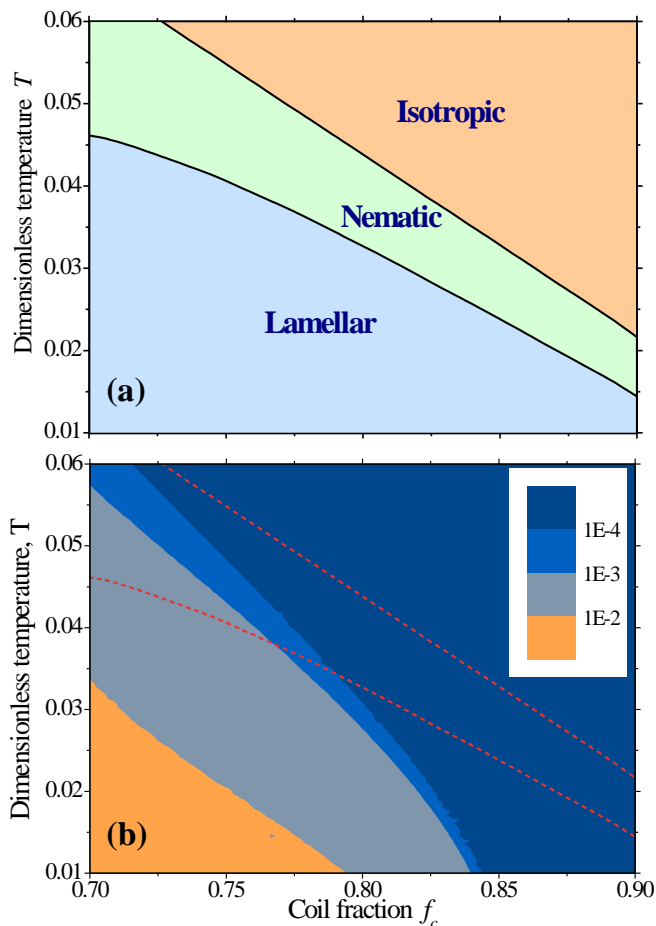 0.06
0.05
0.04
0.03
0.02
0.01
Dimensionless temperature T
Isotropic
Nematic
Lamellar
(a)
0.06
0.05
0.04
0.03
0.02
0.01
Dimensionless temperature, T
1E-4
1E-3
1E-2
(b)
0.70
0.75
0.80
0.85
0.90
Coil fraction f_c